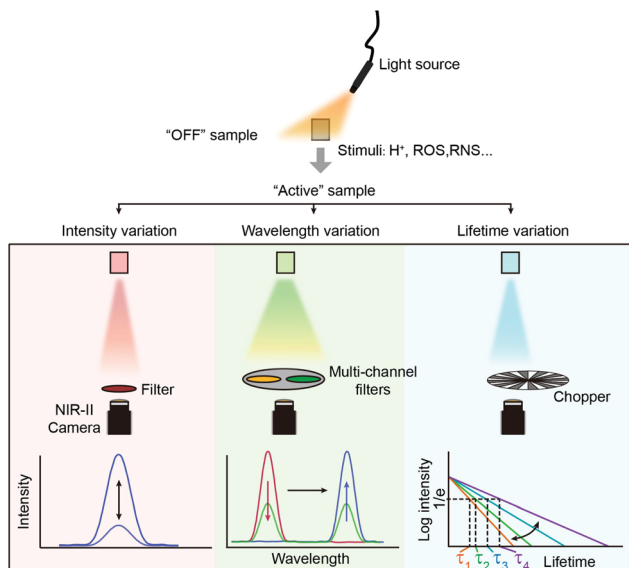 Light source
"OFF" sample
Stimuli: H⁺, ROS,RNS...
"Active" sample
Intensity variation
Wavelength variation
Lifetime variation
Filter
NIR-II
Camera
Multi-channel
filters
Chopper
Intensity
Wavelength
Log intensity
1/e
τ₁ τ₂ τ₃ τ₄
Lifetime